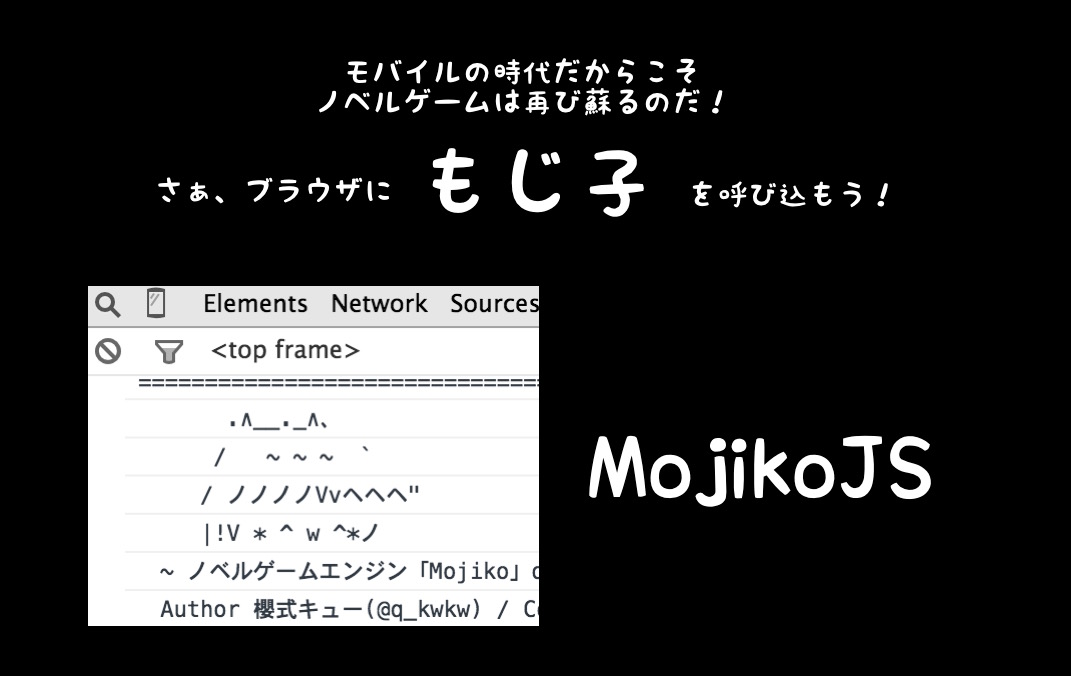 モバイルの時代だからこそ
ノベルゲームは再び蘇るのだ！
さぁ、ブラウザに もじ子 を呼び込もう！
Elements Network Sources
<top frame>
===============================
.∧__._∧、
/ ~ ~ ~ `
/ ノノノノVvへへへ"
|!V * ^ w ^*ノ
~ ノベルゲームエンジン「Mojiko」
Author 櫻式キュー(@q_kwkw) /
MojikoJS